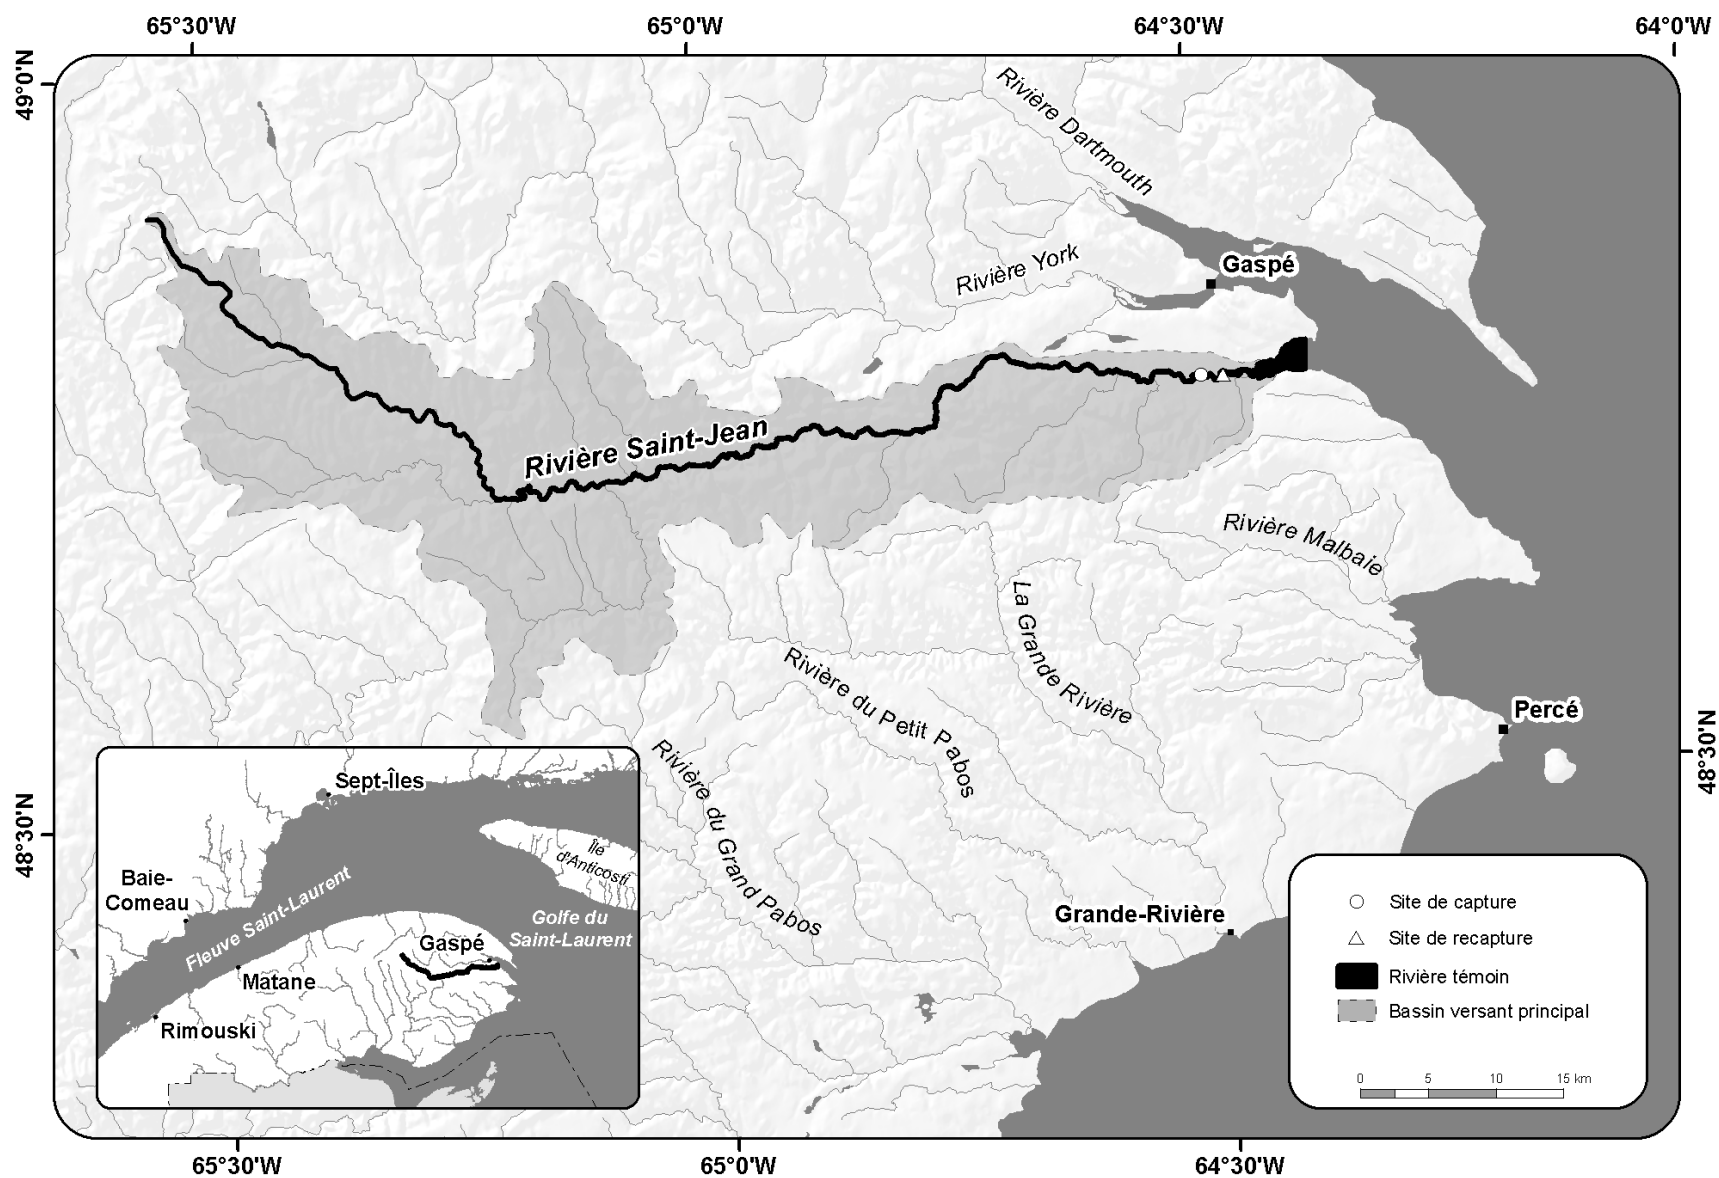 65°30'W
65°0'W
64°30'W
64°0'W
49°0'N
Rivière Dartmouth
Rivière York
Gaspé
Rivière Saint-Jean
Rivière Malbaie
La Grande Rivière
Rivière du Petit Pabos
Percé
48°30'N
Rivière du Grand Pabos
Grande-Rivière
48°30'N
Sept-Îles
Île
d'Anticosti
Baie-
Comeau
Fleuve Saint-Laurent
Golfe du
Saint-Laurent
Gaspé
Matane
Rimouski
Site de capture
Site de recapture
Rivière témoin
Bassin versant principal
0 5 10 15 km
65°30'W
65°0'W
64°30'W